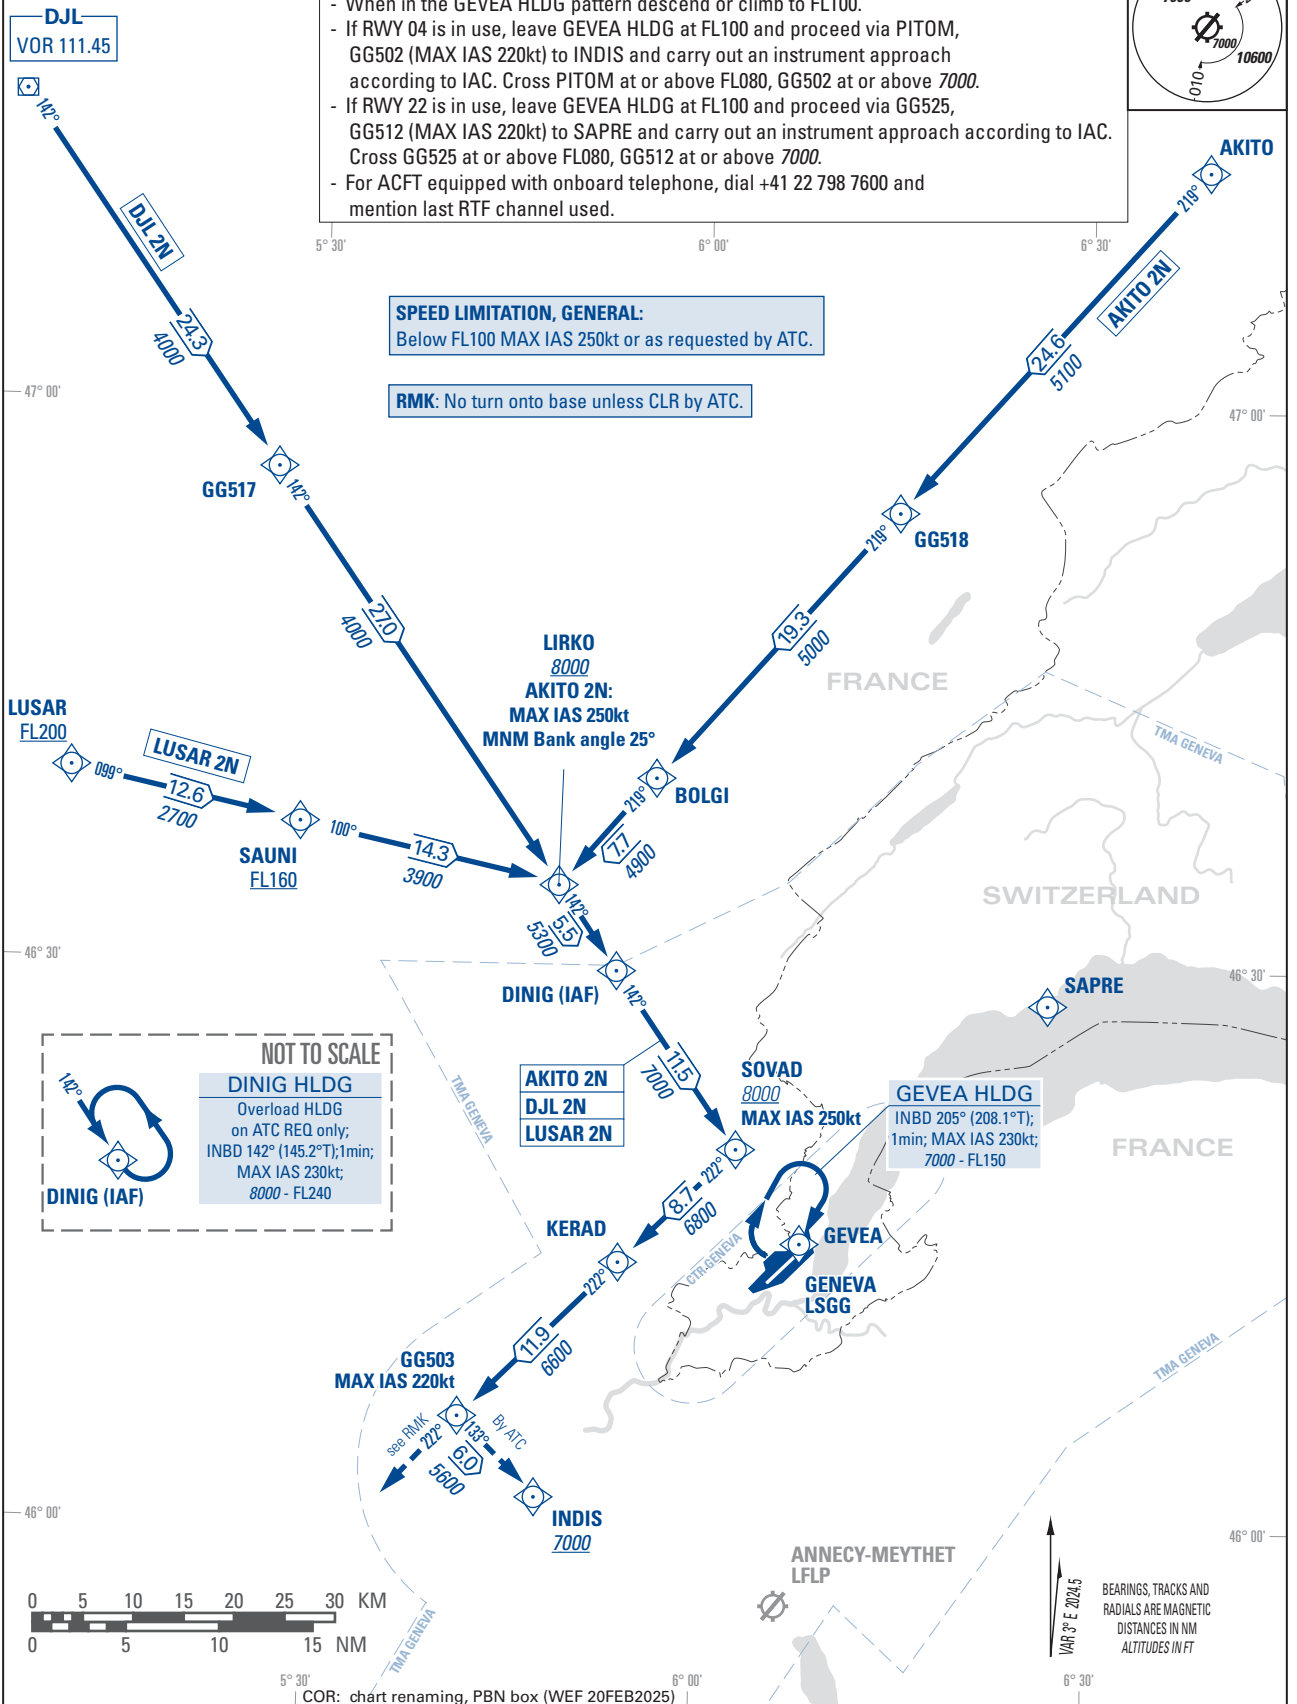 DJL
VOR 111.45
142°
- When in the GEVEA HLDG pattern descend or climb to FL100.
- If RWY 04 is in use, leave GEVEA HLDG at FL100 and proceed via PITOM,
GG502 (MAX IAS 220kt) to INDIS and carry out an instrument approach
according to IAC. Cross PITOM at or above FL080, GG502 at or above 7000.
- If RWY 22 is in use, leave GEVEA HLDG at FL100 and proceed via GG525,
GG512 (MAX IAS 220kt) to SAPRE and carry out an instrument approach according to IAC.
Cross GG525 at or above FL080, GG512 at or above 7000.
- For ACFT equipped with onboard telephone, dial +41 22 798 7600 and
mention last RTF channel used.
7000
10600
010
AKITO
219°
5° 30'
6° 00'
6° 30'
DJL 2N
AKITO 2N
SPEED LIMITATION, GENERAL:
Below FL100 MAX IAS 250kt or as requested by ATC.
24.3
4000
24.6
5100
RMK: No turn onto base unless CLR by ATC.
47° 00'
47° 00'
GG517
142°
GG518
219°
27.0
4000
19.3
5000
LIRKO
8000
AKITO 2N:
MAX IAS 250kt
MNM Bank angle 25°
FRANCE
LUSAR
FL200
099°
LUSAR 2N
12.6
2700
TMA GENEVA
BOLGI
219°
SAUNI
FL160
100°
14.3
3900
7.7
4900
142°
5.5
5300
SWITZERLAND
46° 30'
46° 30'
DINIG (IAF)
142°
SAPRE
NOT TO SCALE
142°
DINIG (IAF)
DINIG HLDG
Overload HLDG
on ATC REQ only;
INBD 142° (145.2°T);1min;
MAX IAS 230kt;
8000 - FL240
TMA GENEVA
AKITO 2N
DJL 2N
LUSAR 2N
11.5
7000
SOVAD
8000
MAX IAS 250kt
GEVEA HLDG
INBD 205° (208.1°T);
1min; MAX IAS 230kt;
7000 - FL150
FRANCE
222°
8.7
6800
KERAD
222°
CTR GENEVA
GEVEA
GENEVA
LSGG
11.9
6600
GG503
MAX IAS 220kt
TMA GENEVA
see RMK
222°
133°
By ATC
6.0
5600
INDIS
7000
46° 00'
46° 00'
ANNECY-MEYTHET
LFLP
0 5 10 15 20 25 30 KM
0 5 10 15 NM
TMA GENEVA
VAR 3° E 2024.5
BEARINGS, TRACKS AND
RADIALS ARE MAGNETIC
DISTANCES IN NM
ALTITUDES IN FT
5° 30'
6° 00'
6° 30'
COR: chart renaming, PBN box (WEF 20FEB2025)